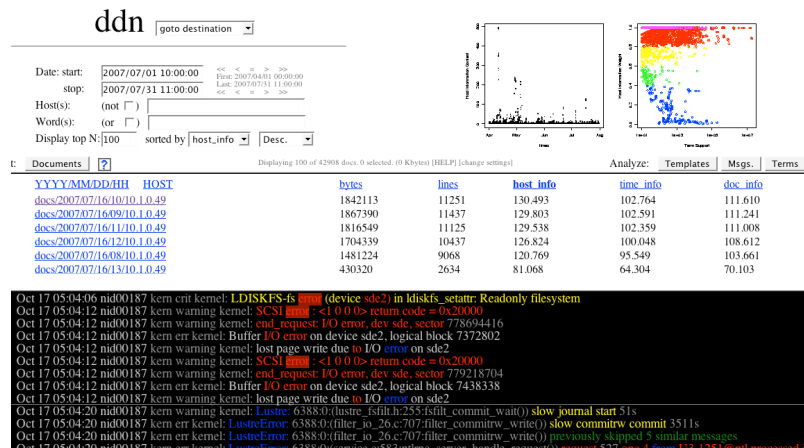 ddn goto destination
Date: start: 2007/07/01 10:00:00 << < = > >>
First: 2007/04/01 00:00:00
stop: 2007/07/31 11:00:00 Last: 2007/07/31 11:00:00
<< < = > >>
Host(s): (not )
Word(s): (or )
Display top N: 100 sorted by host_info Desc.
Host Information Content
Apr May Jun Jul Aug
times
Host Information Weight
Term Support
t: Documents ? Displaying 100 of 42908 docs. 0 selected. (0 Kbytes) [HELP] [change settings] Analyze: Templates Msgs. Terms
YYYY/MM/DD/HH HOST bytes lines host_info time_info doc_info
docs/2007/07/16/10/10.1.0.49 1842113 11251 130.493 102.764 111.610
docs/2007/07/16/09/10.1.0.49 1867390 11437 129.803 102.591 111.241
docs/2007/07/16/11/10.1.0.49 1816549 11125 129.538 102.359 111.008
docs/2007/07/16/12/10.1.0.49 1704339 10437 126.824 100.048 108.612
docs/2007/07/16/08/10.1.0.49 1481224 9068 120.769 95.549 103.661
docs/2007/07/16/13/10.1.0.49 430320 2634 81.068 64.304 70.103
Oct 17 05:04:06 nid00187 kern crit kernel: LDISKFS-fs error (device sde2) in ldiskfs_setattr: Readonly filesystem
Oct 17 05:04:12 nid00187 kern warning kernel: SCSI error : <1 0 0 0> return code = 0x20000
Oct 17 05:04:12 nid00187 kern warning kernel: end_request: I/O error, dev sde, sector 778694416
Oct 17 05:04:12 nid00187 kern err kernel: Buffer I/O error on device sde2, logical block 7372802
Oct 17 05:04:12 nid00187 kern warning kernel: lost page write due to I/O error on sde2
Oct 17 05:04:12 nid00187 kern warning kernel: SCSI error : <1 0 0 0> return code = 0x20000
Oct 17 05:04:12 nid00187 kern warning kernel: end_request: I/O error, dev sde, sector 779218704
Oct 17 05:04:12 nid00187 kern err kernel: Buffer I/O error on device sde2, logical block 7438338
Oct 17 05:04:12 nid00187 kern warning kernel: lost page write due to I/O error on sde2
Oct 17 05:04:20 nid00187 kern warning kernel: Lustre: 6388:0:(lustre_fsfilt.h:255:fsfilt_commit_wait()) slow journal start 51s
Oct 17 05:04:20 nid00187 kern err kernel: LustreError: 6388:0:(filter_io_26.c:707:filter_commitrw_write()) slow commitrw commit 3511s
Oct 17 05:04:20 nid00187 kern err kernel: LustreError: 6388:0:(filter_io_26.c:707:filter_commitrw_write()) previously skipped 5 similar messages